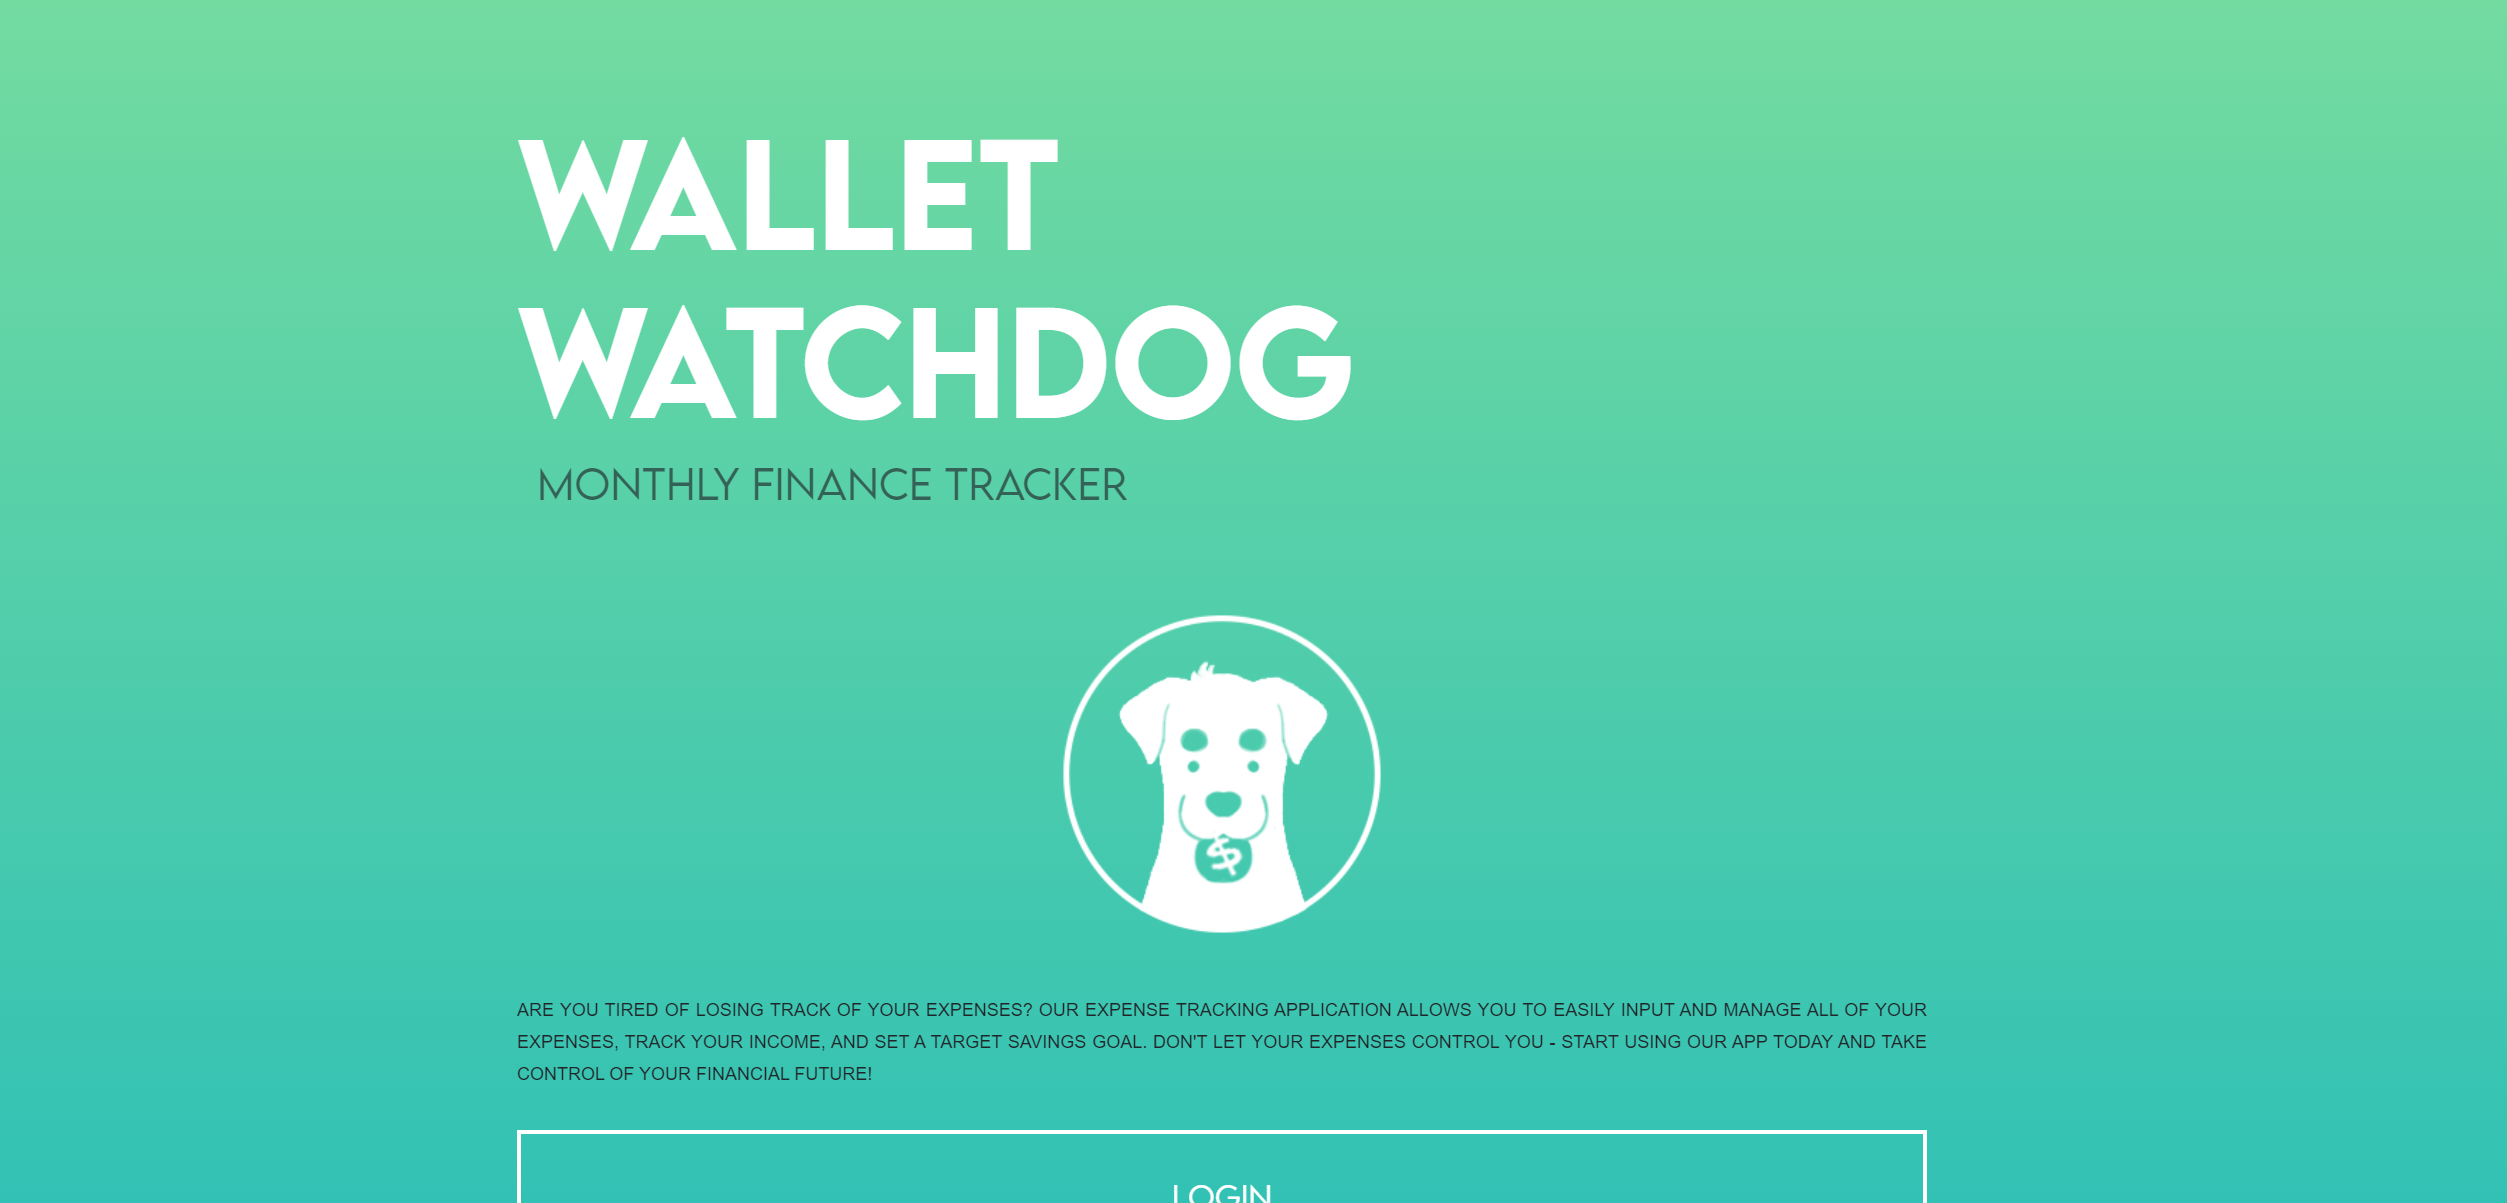 WALLET
WATCHDOG
MONTHLY FINANCE TRACKER
$
ARE YOU TIRED OF LOSING TRACK OF YOUR EXPENSES? OUR EXPENSE TRACKING APPLICATION ALLOWS YOU TO EASILY INPUT AND MANAGE ALL OF YOUR
EXPENSES, TRACK YOUR INCOME, AND SET A TARGET SAVINGS GOAL. DON'T LET YOUR EXPENSES CONTROL YOU - START USING OUR APP TODAY AND TAKE
CONTROL OF YOUR FINANCIAL FUTURE!
LOGIN